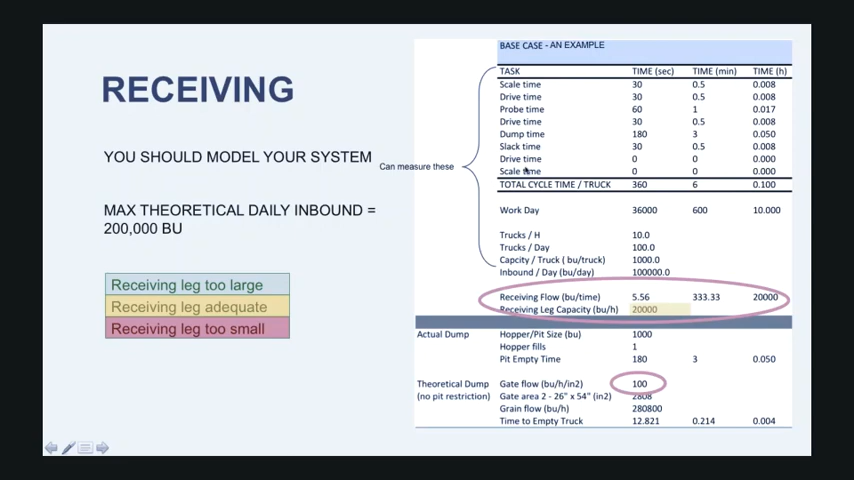 RECEIVING
YOU SHOULD MODEL YOUR SYSTEM
MAX THEORETICAL DAILY INBOUND =
200,000 BU
Receiving leg too large
Receiving leg adequate
Receiving leg too small
Can measure these
BASE CASE - AN EXAMPLE
TASK TIME (sec) TIME (min) TIME (h)
Scale time 30 0.5 0.008
Drive time 30 0.5 0.008
Probe time 60 1 0.017
Drive time 30 0.5 0.008
Dump time 180 3 0.050
Slack time 30 0.5 0.008
Drive time 0 0 0.000
Scale time 0 0 0.000
TOTAL CYCLE TIME / TRUCK 360 6 0.100
Work Day 36000 600 10.000
Trucks / H 10.0
Trucks / Day 100.0
Capcity / Truck ( bu/truck) 1000.0
Inbound / Day (bu/day) 100000.0
Receiving Flow (bu/time) 5.56 333.33 20000
Receiving Leg Capacity (bu/h) 20000
Actual Dump Hopper/Pit Size (bu) 1000
Hopper fills 1
Pit Empty Time 180 3 0.050
Theoretical Dump Gate flow (bu/h/in2) 100
(no pit restriction) Gate area 2 - 26" x 54" (in2) 2808
Grain flow (bu/h) 280800
Time to Empty Truck 12.821 0.214 0.004